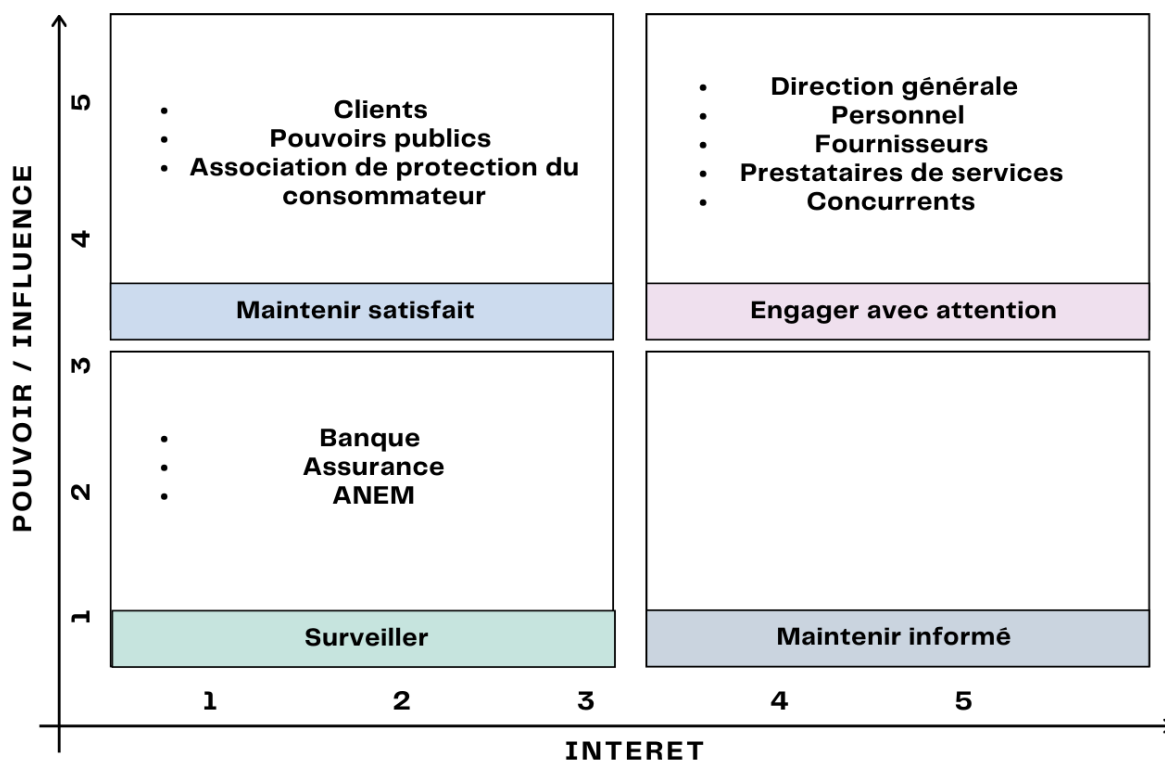 POUVOIR / INFLUENCE
5
4
3
2
1
• Clients
• Pouvoirs publics
• Association de protection du
consommateur
Maintenir satisfait
• Direction générale
• Personnel
• Fournisseurs
• Prestataires de services
• Concurrents
Engager avec attention
• Banque
• Assurance
• ANEM
Surveiller
Maintenir informé
1 2 3 4 5
INTERET